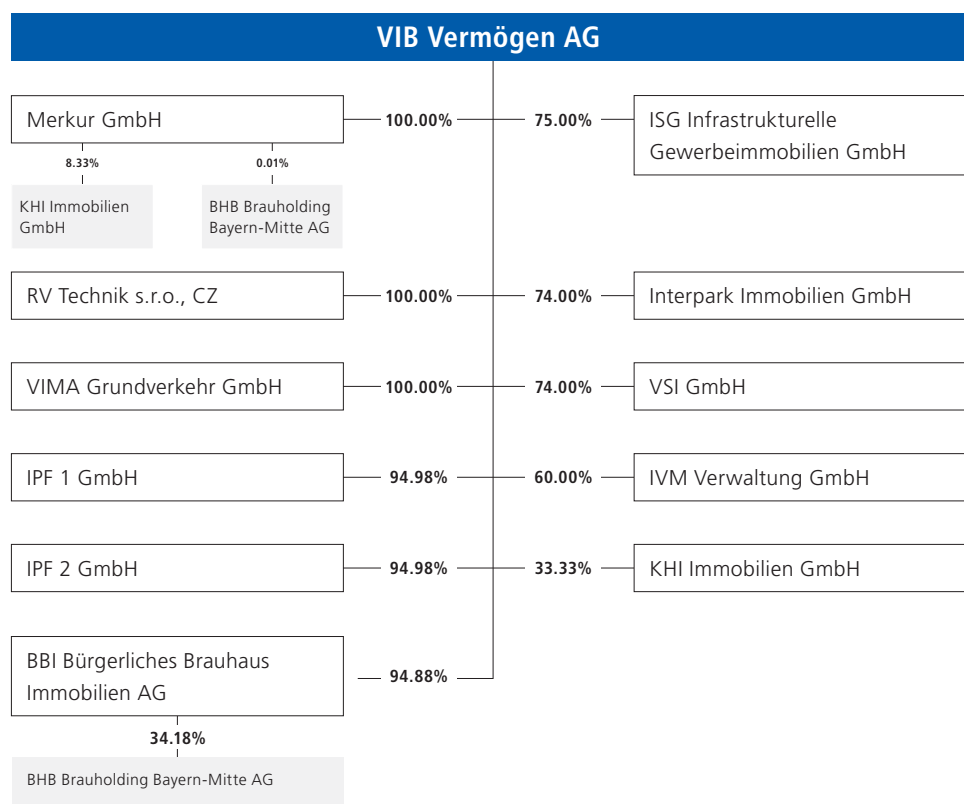 VIB Vermögen AG
Merkur GmbH
100.00%
75.00%
ISG Infrastrukturelle
Gewerbeimmobilien GmbH
8.33%
0.01%
KHI Immobilien
GmbH
BHB Brauholding
Bayern-Mitte AG
RV Technik s.r.o., CZ
100.00%
74.00%
Interpark Immobilien GmbH
VIMA Grundverkehr GmbH
100.00%
74.00%
VSI GmbH
IPF 1 GmbH
94.98%
60.00%
IVM Verwaltung GmbH
IPF 2 GmbH
94.98%
33.33%
KHI Immobilien GmbH
BBI Bürgerliches Brauhaus
Immobilien AG
94.88%
34.18%
BHB Brauholding Bayern-Mitte AG